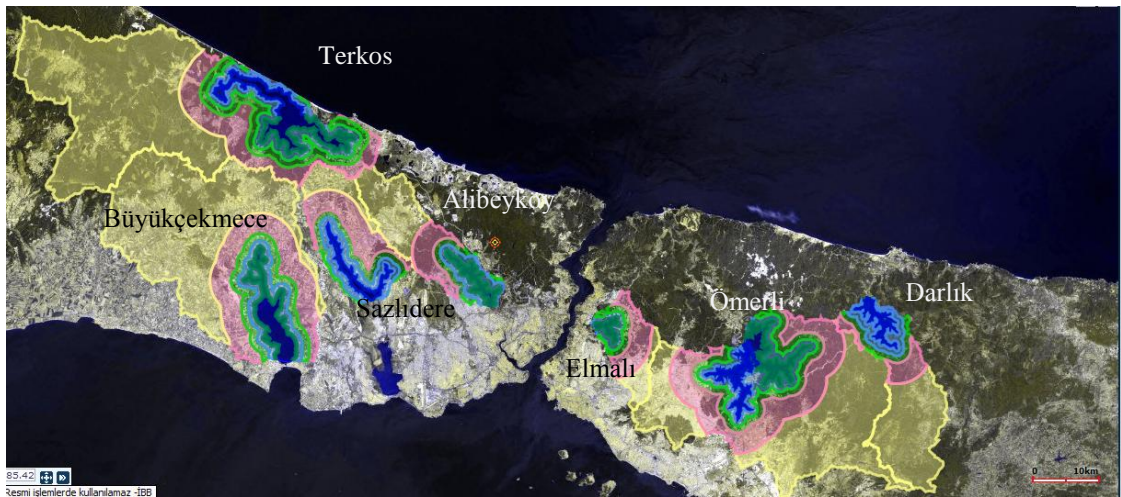 Terkos
Alibeyköy
Büyükçekmece
Ömerli
Darlık
Sazlıdere
Elmalı
85.42
0 10km
Resmi işlemlerde kullanılamaz -İBB